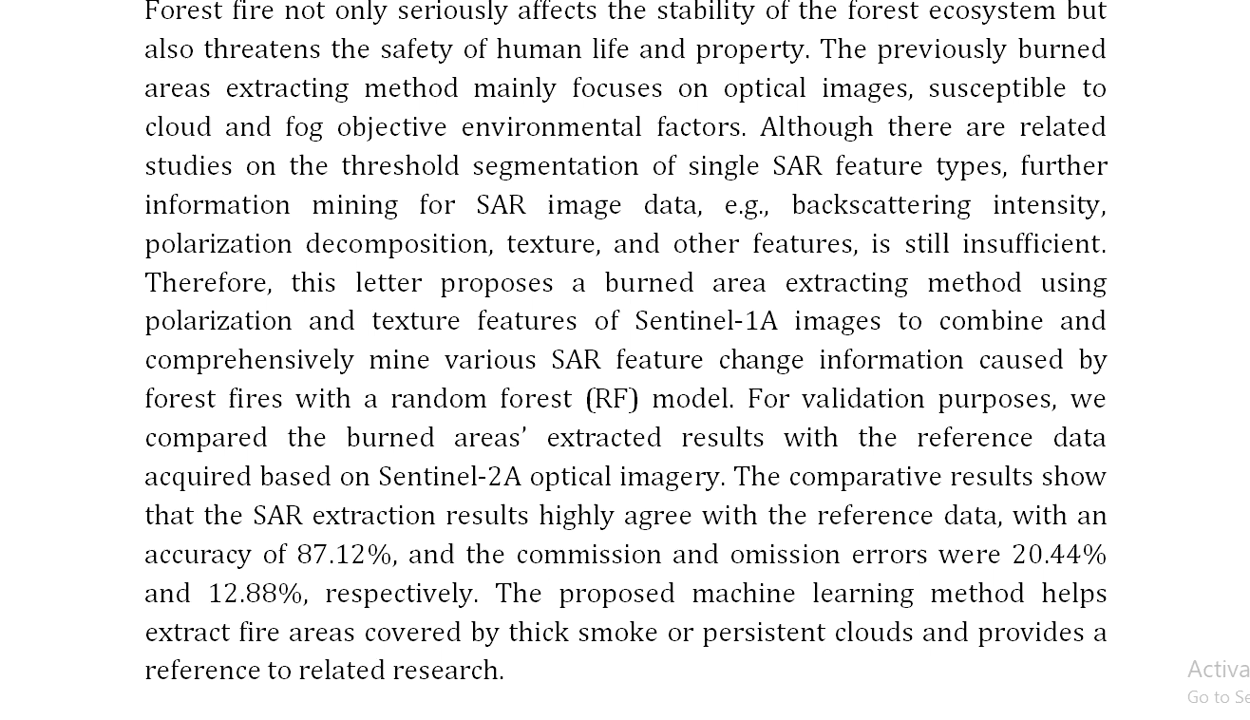 Forest fire not only seriously affects the stability of the forest ecosystem but
also threatens the safety of human life and property. The previously burned
areas extracting method mainly focuses on optical images, susceptible to
cloud and fog objective environmental factors. Although there are related
studies on the threshold segmentation of single SAR feature types, further
information mining for SAR image data, e.g., backscattering intensity,
polarization decomposition, texture, and other features, is still insufficient.
Therefore, this letter proposes a burned area extracting method using
polarization and texture features of Sentinel-1A images to combine and
comprehensively mine various SAR feature change information caused by
forest fires with a random forest (RF) model. For validation purposes, we
compared the burned areas’ extracted results with the reference data
acquired based on Sentinel-2A optical imagery. The comparative results show
that the SAR extraction results highly agree with the reference data, with an
accuracy of 87.12%, and the commission and omission errors were 20.44%
and 12.88%, respectively. The proposed machine learning method helps
extract fire areas covered by thick smoke or persistent clouds and provides a
reference to related research.
Activa
Go to Se